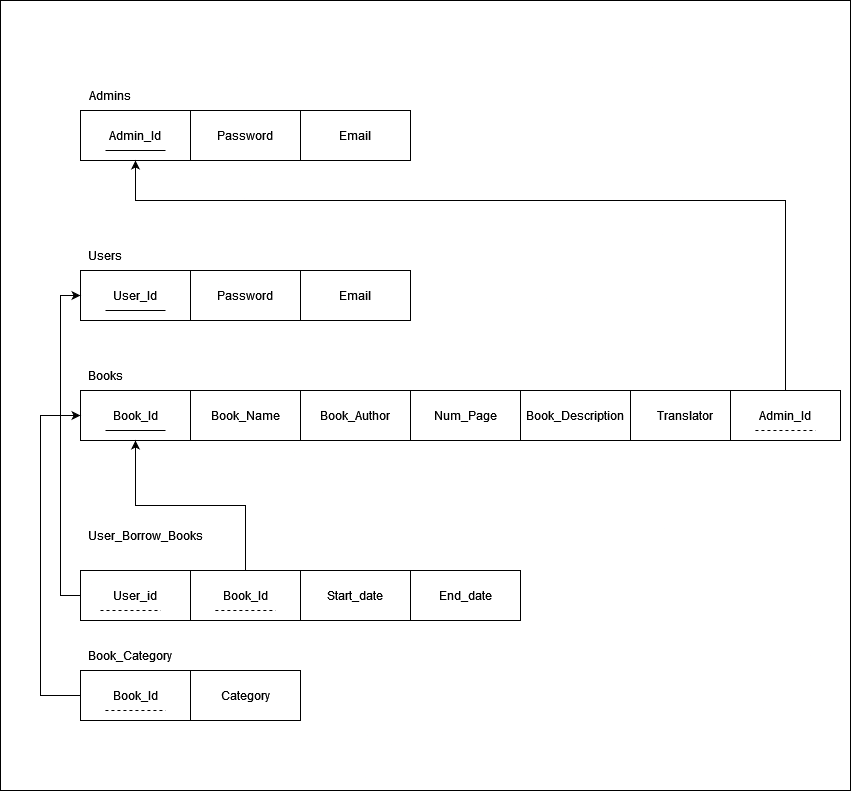 Admins
Admin_Id Password Email
Users
User_Id Password Email
Books
Book_Id Book_Name Book_Author Num_Page Book_Description Translator Admin_Id
User_Borrow_Books
User_id Book_Id Start_date End_date
Book_Category
Book_Id Category